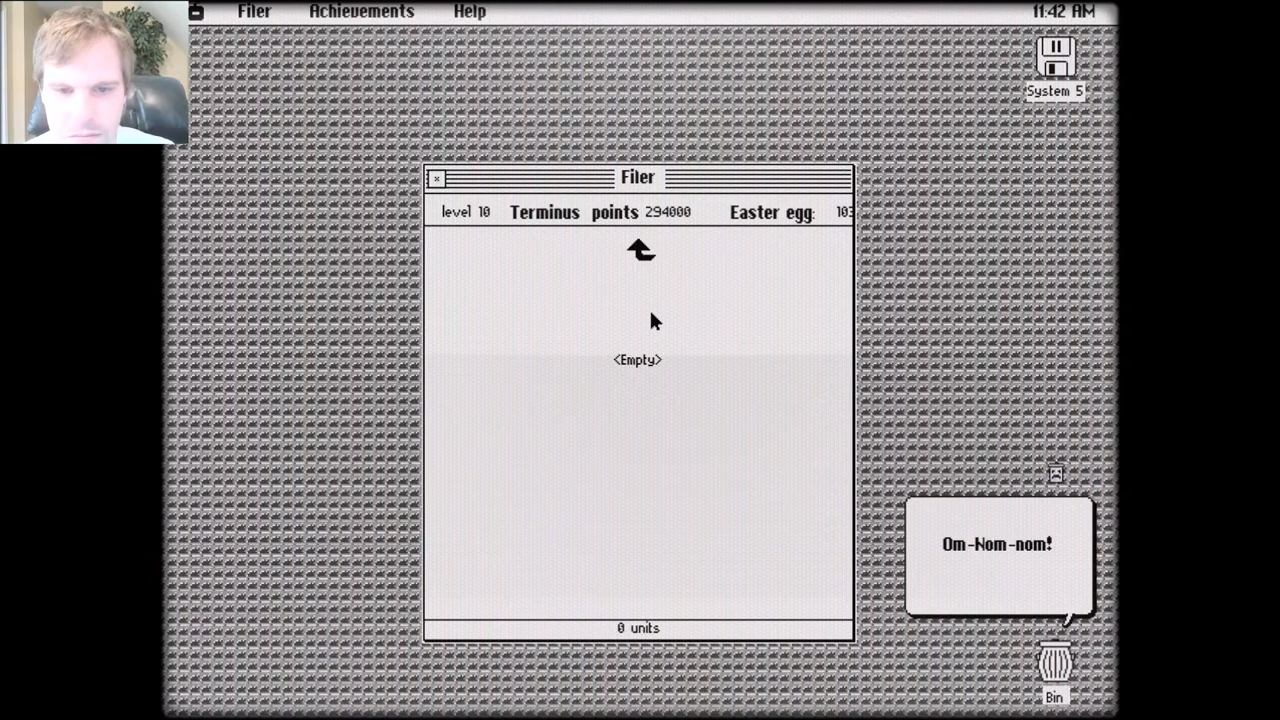 Filer Achievements Help 11:42 AM
System 5
Filer
level 10 Terminus points 294000 Easter egg: 103
<Empty>
Om-Nom-nom!
0 units
Bin